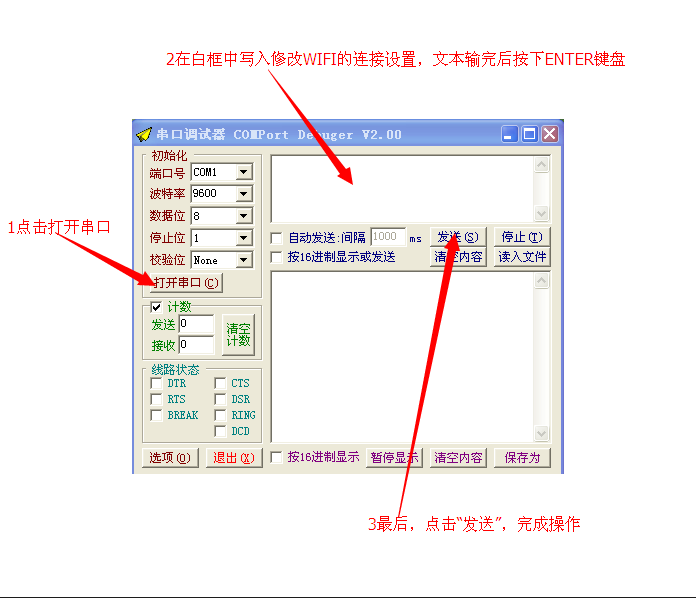 2在白框中写入修改WIFI的连接设置，文本输完后按下ENTER键盘
串口调试器 COMPort Debuger V2.00
初始化
端口号 COM1
波特率 9600
数据位 8
停止位 1
校验位 None
1点击打开串口
打开串口(C)
自动发送:间隔 1000 ms 发送(S) 停止(T)
按16进制显示或发送 清空内容 读入文件
计数
发送 0
接收 0
清空
计数
线路状态
DTR CTS
RTS DSR
BREAK RING
DCD
选项(O) 退出(X) 按16进制显示 暂停显示 清空内容 保存为
3最后，点击“发送”，完成操作